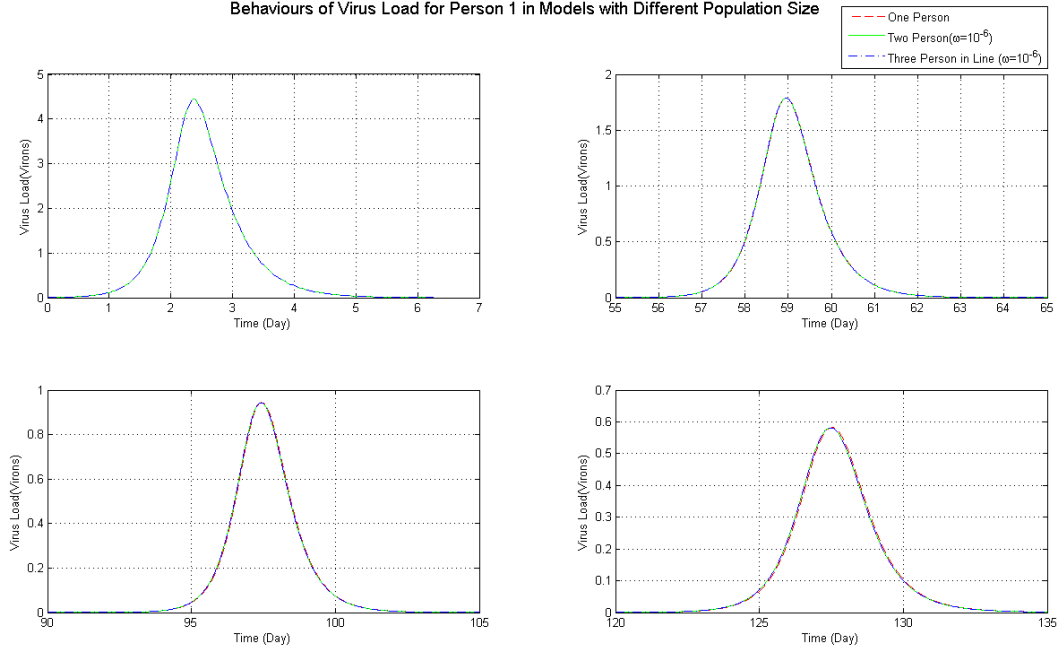 Behaviours of Virus Load for Person 1 in Models with Different Population Size
One Person
Two Person(ω=10^-6)
Three Person in Line (ω=10^-6)
5
4
3
2
1
0
Virus Load(Virons)
0 1 2 3 4 5 6 7
Time (Day)
2
1.5
1
0.5
0
Virus Load(Virons)
55 56 57 58 59 60 61 62 63 64 65
Time (Day)
1
0.8
0.6
0.4
0.2
0
Virus Load(Virons)
90 95 100 105
Time (Day)
0.7
0.6
0.5
0.4
0.3
0.2
0.1
0
Virus Load(Virons)
120 125 130 135
Time (Day)